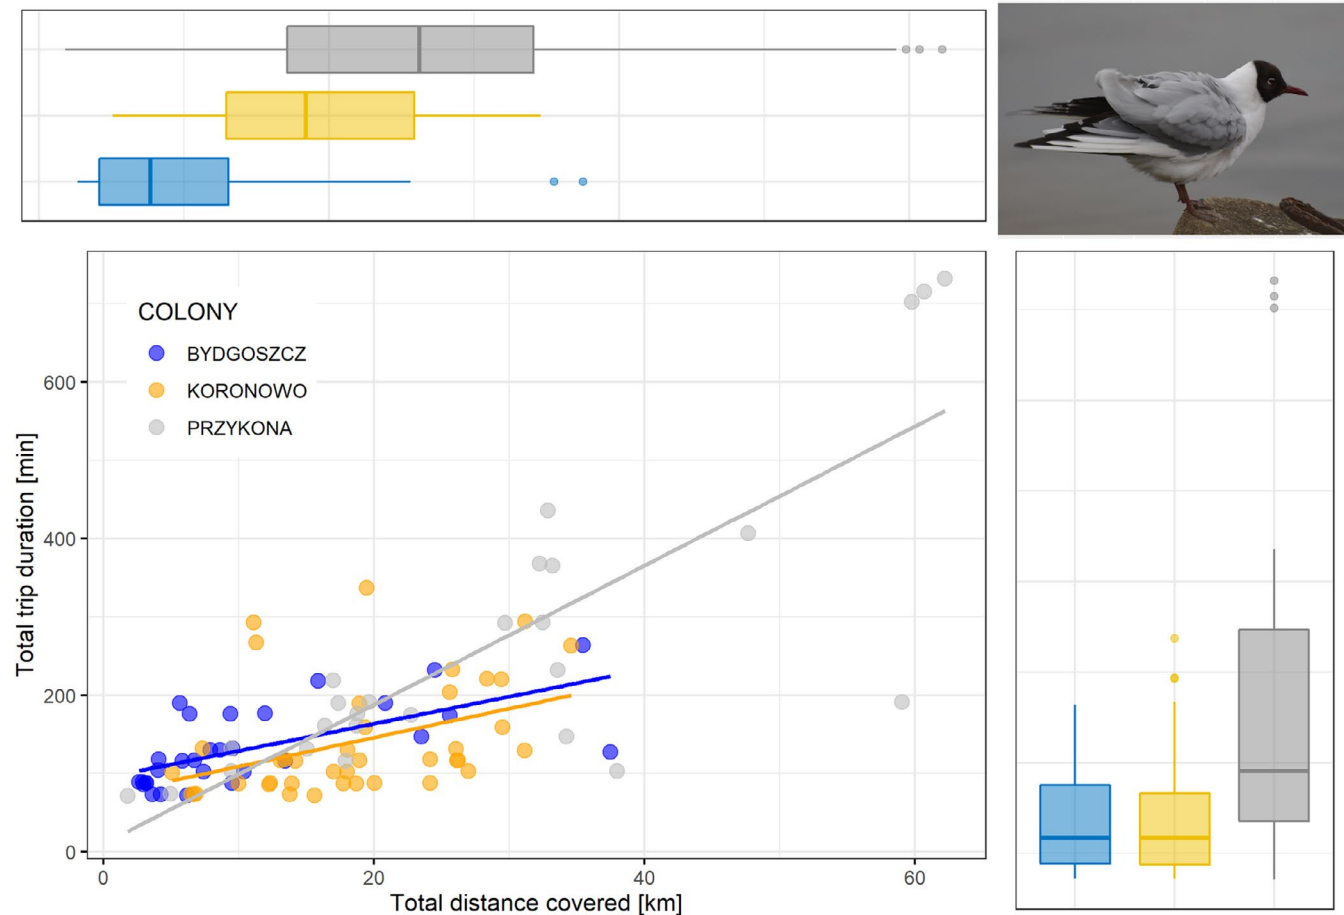 COLONY
BYDGOSZCZ
KORONOWO
PRZYKONA
600
400
200
0
Total trip duration [min]
0 20 40 60
Total distance covered [km]